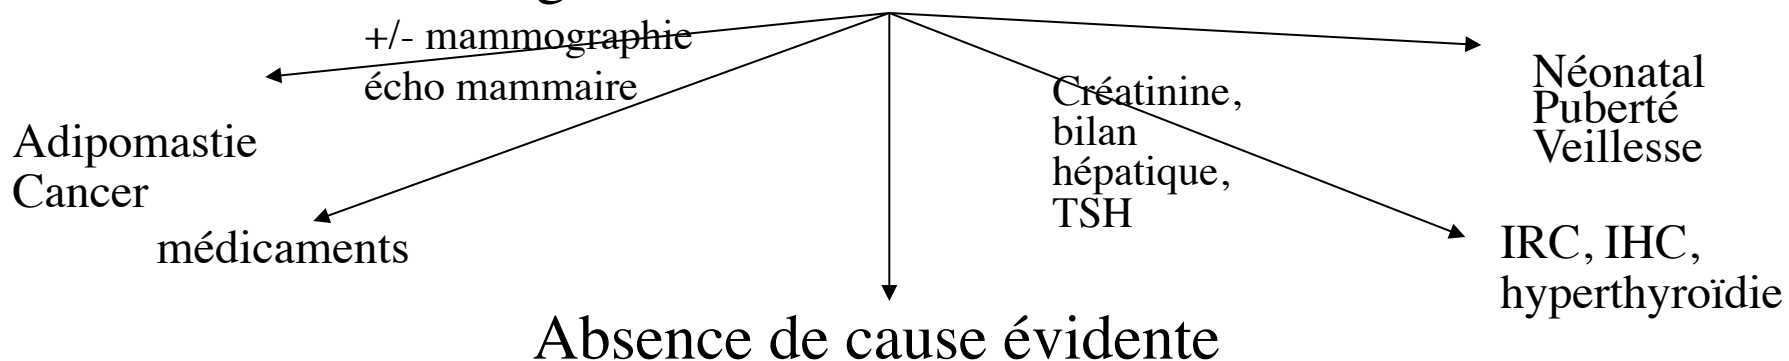 +/- mammographie
écho mammaire
Adipomastie
Cancer
médicaments
Créatinine,
bilan
hépatique,
TSH
Néonatal
Puberté
Veillesse
IRC, IHC,
hyperthyroïdie
Absence de cause évidente